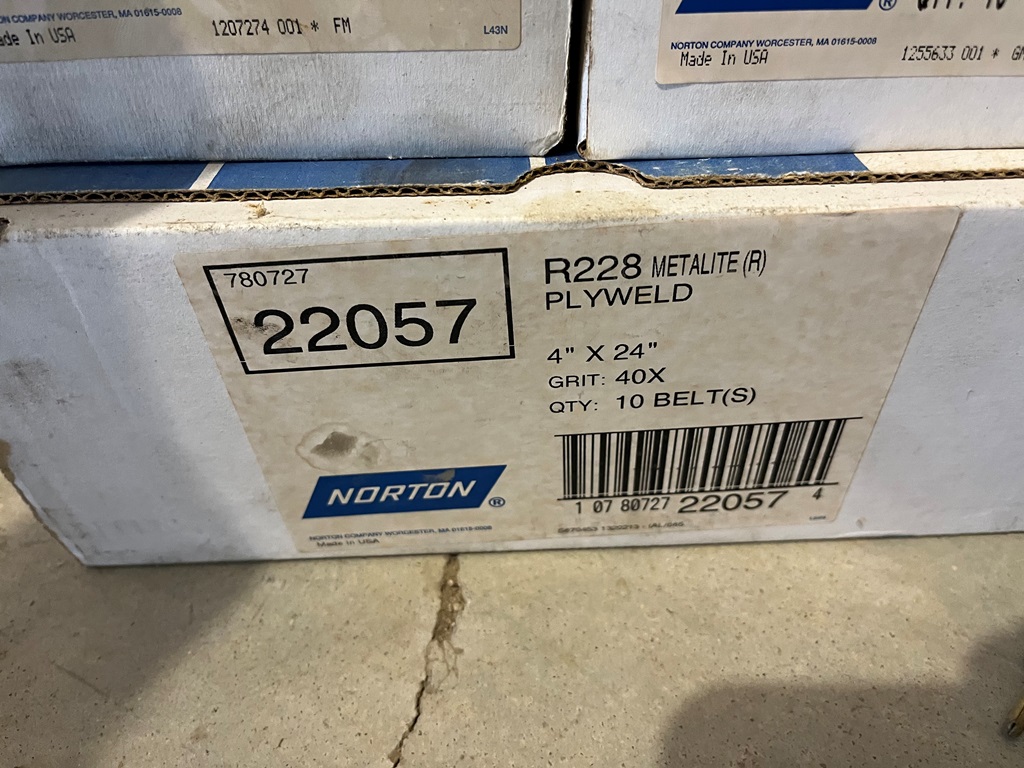 ON COMPANY WORCESTER, MA 01615-0008
ade In USA
1207274 001 * FM
L43N
®
NORTON COMPANY WORCESTER, MA 01615-0008
Made In USA
1255633 001 *
780727
22057
R228 METALITE (R)
PLYWELD
4" X 24"
GRIT: 40X
QTY: 10 BELT(S)
1 07 80727 22057 4
NORTON ®
NORTON COMPANY WORCESTER, MA 01615-0008
Made In USA